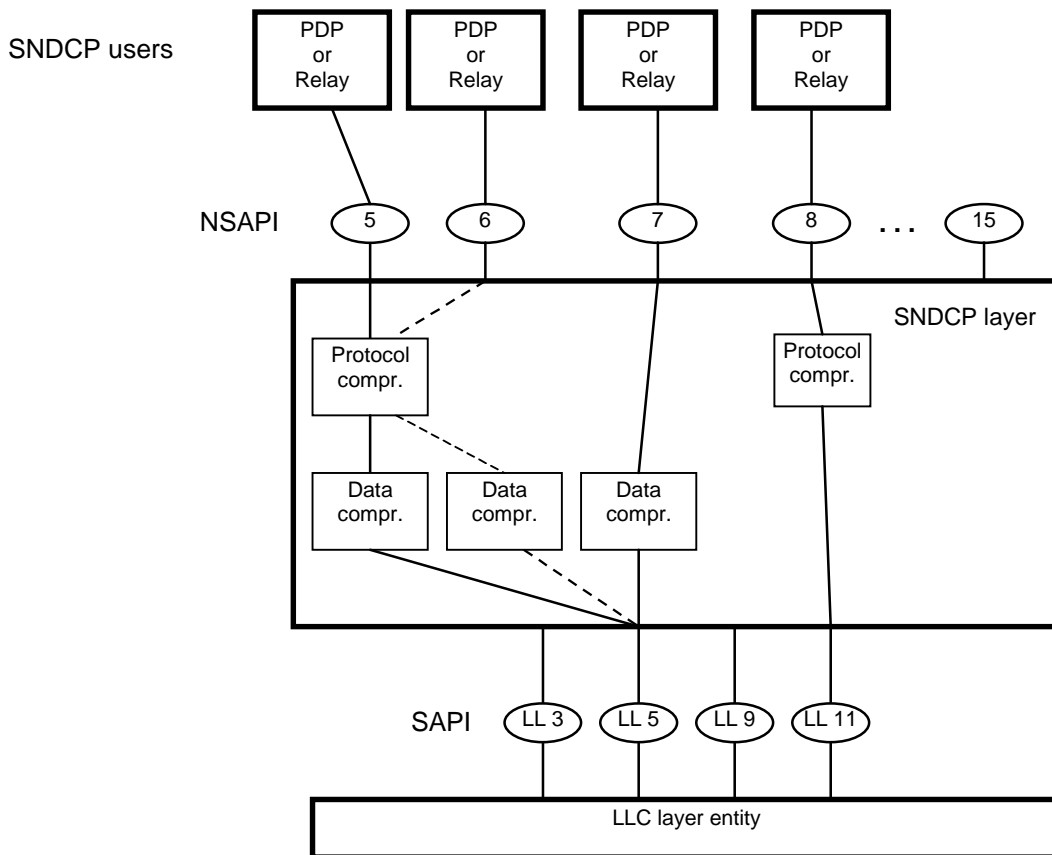 SNDCP users
PDP
or
Relay
PDP
or
Relay
PDP
or
Relay
PDP
or
Relay
NSAPI
5
6
7
8
. . .
15
SNDCP layer
Protocol
compr.
Protocol
compr.
Data
compr.
Data
compr.
Data
compr.
SAPI
LL 3
LL 5
LL 9
LL 11
LLC layer entity